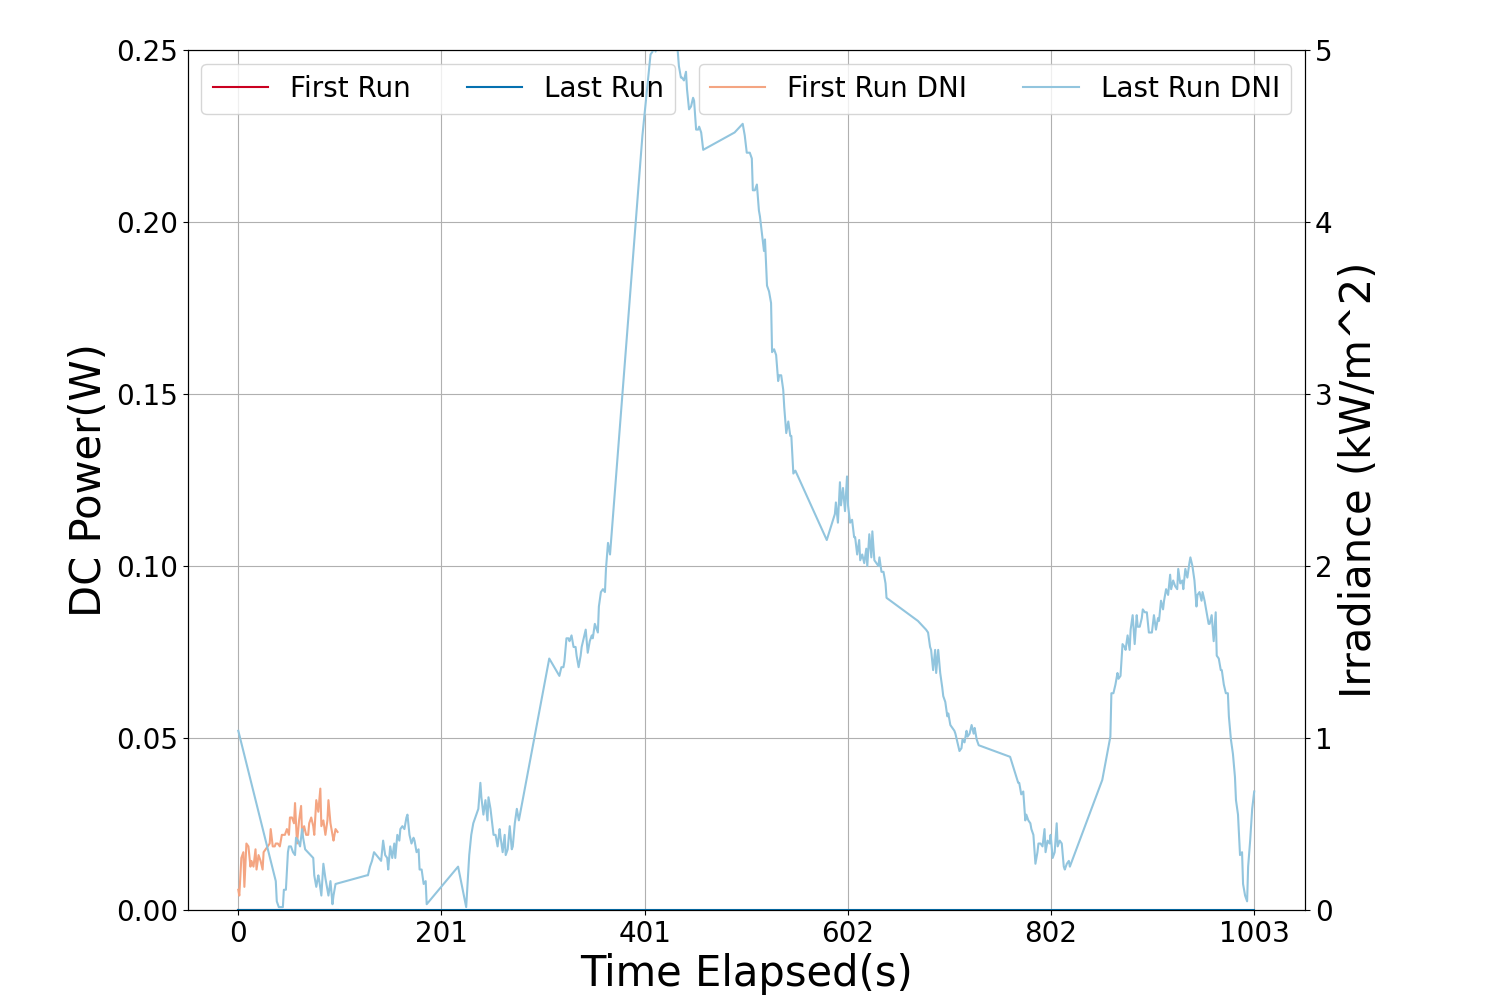 First Run Last Run First Run DNI Last Run DNI
0.25
0.20
0.15
0.10
0.05
0.00
DC Power(W)
5
4
3
2
1
0
Irradiance (kW/m^2)
0 201 401 602 802 1003
Time Elapsed(s)